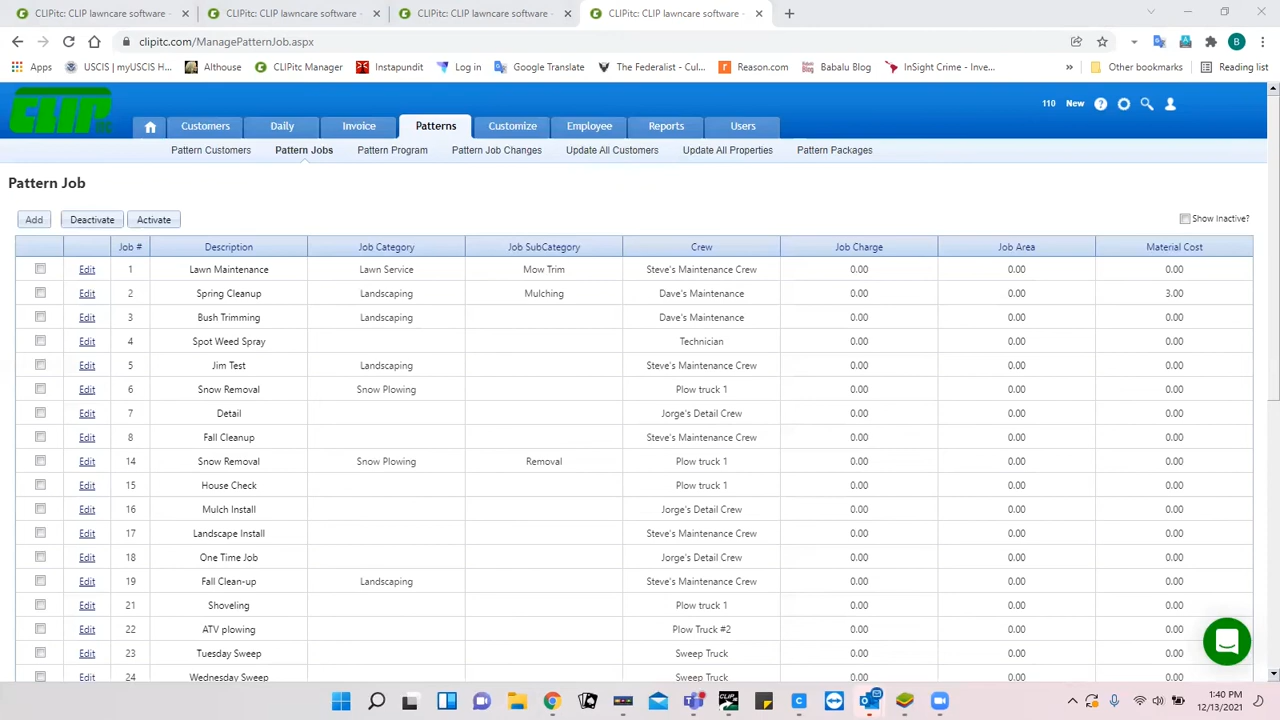 CLIPitc: CLIP lawncare software - CLIPitc: CLIP lawncare software - CLIPitc: CLIP lawncare software - CLIPitc: CLIP lawncare software -
clipitc.com/ManagePatternJob.aspx B
Apps USCIS | myUSCIS H... Althouse CLIPitc Manager Instapundit Log in Google Translate The Federalist - Cul... Reason.com Babalu Blog InSight Crime - Inve... » Other bookmarks Reading list
CLIP 110 New
Customers Daily Invoice Patterns Customize Employee Reports Users
Pattern Customers Pattern Jobs Pattern Program Pattern Job Changes Update All Customers Update All Properties Pattern Packages
Pattern Job
Add Deactivate Activate Show Inactive?
Job # Description Job Category Job SubCategory Crew Job Charge Job Area Material Cost
Edit 1 Lawn Maintenance Lawn Service Mow Trim Steve's Maintenance Crew 0.00 0.00 0.00
Edit 2 Spring Cleanup Landscaping Mulching Dave's Maintenance 0.00 0.00 3.00
Edit 3 Bush Trimming Landscaping Dave's Maintenance 0.00 0.00 0.00
Edit 4 Spot Weed Spray Technician 0.00 0.00 0.00
Edit 5 Jim Test Landscaping Steve's Maintenance Crew 0.00 0.00 0.00
Edit 6 Snow Removal Snow Plowing Plow truck 1 0.00 0.00 0.00
Edit 7 Detail Jorge's Detail Crew 0.00 0.00 0.00
Edit 8 Fall Cleanup Steve's Maintenance Crew 0.00 0.00 0.00
Edit 14 Snow Removal Snow Plowing Removal Plow truck 1 0.00 0.00 0.00
Edit 15 House Check Plow truck 1 0.00 0.00 0.00
Edit 16 Mulch Install Jorge's Detail Crew 0.00 0.00 0.00
Edit 17 Landscape Install Steve's Maintenance Crew 0.00 0.00 0.00
Edit 18 One Time Job Jorge's Detail Crew 0.00 0.00 0.00
Edit 19 Fall Clean-up Landscaping Steve's Maintenance Crew 0.00 0.00 0.00
Edit 21 Shoveling Plow truck 1 0.00 0.00 0.00
Edit 22 ATV plowing Plow Truck #2 0.00 0.00 0.00
Edit 23 Tuesday Sweep Sweep Truck 0.00 0.00 0.00
Edit 24 Wednesday Sweep Sweep Truck 0.00 0.00 0.00
1:40 PM
12/13/2021